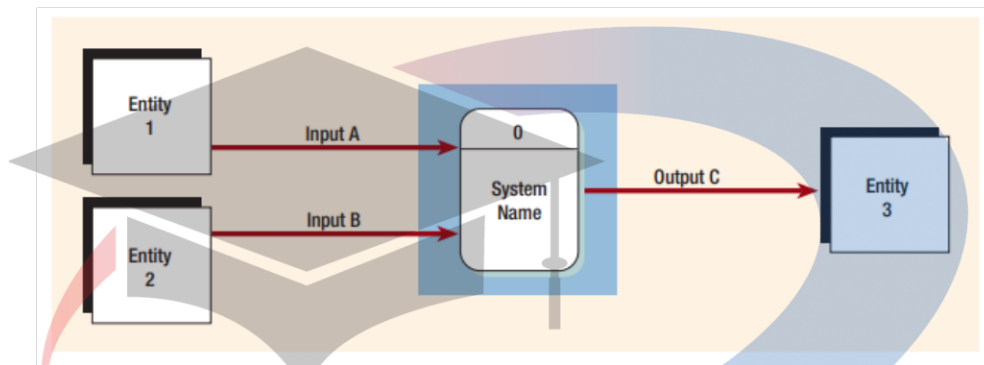 Entity
1
Input A
0
System
Name
Output C
Entity
3
Input B
Entity
2